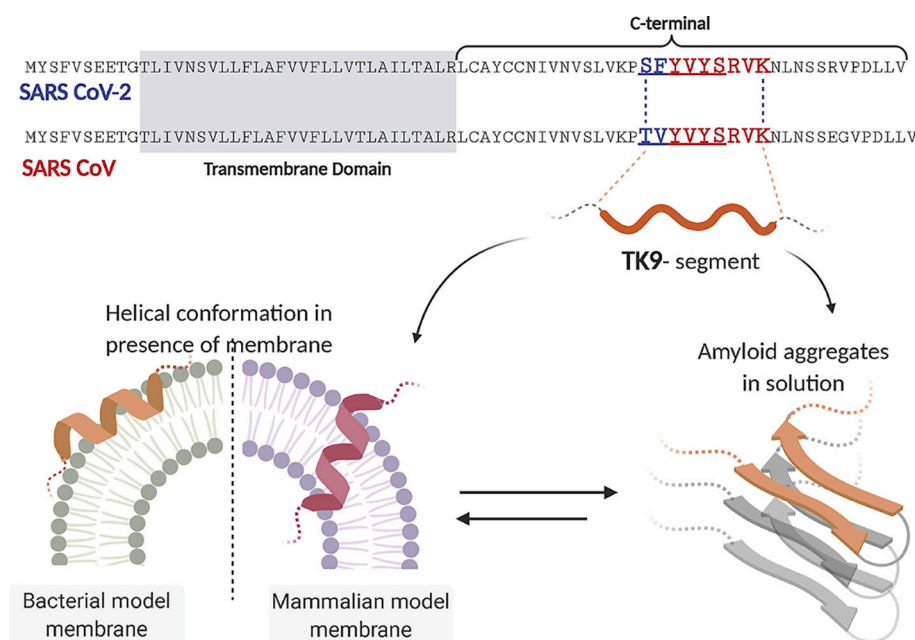 C-terminal
MYSFVSEETGTLIVNSVLLFLAFVVFLLVTLAILTALRLCAYCCNIVNVSLVKPSFYVYSRVKNLNSSRVPDLLV
SARS CoV-2
MYSFVSEETGTLIVNSVLLFLAFVVFLLVTLAILTALRLCAYCCNIVNVSLVKPTVYVYSRVKNLNSSEGVPDLLV
SARS CoV
Transmembrane Domain
TK9- segment
Helical conformation in
presence of membrane
Amyloid aggregates
in solution
Bacterial model
membrane
Mammalian model
membrane